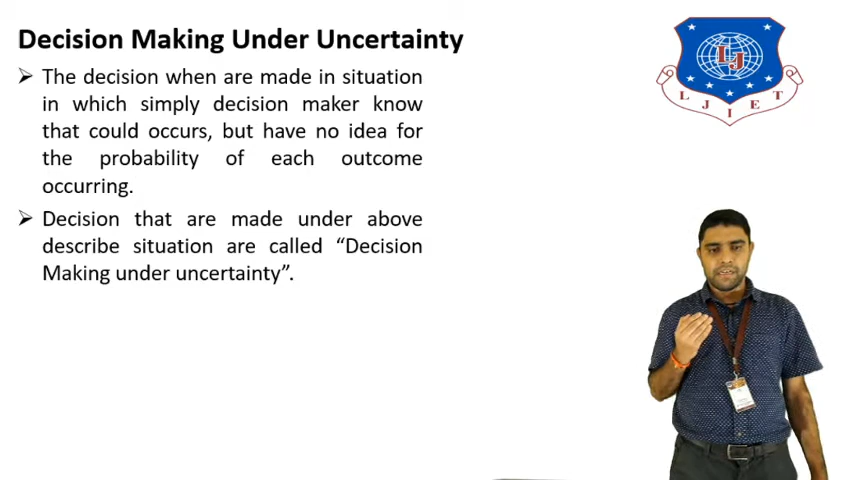 Decision Making Under Uncertainty
➢ The decision when are made in situation
in which simply decision maker know
that could occurs, but have no idea for
the probability of each outcome
occurring.
➢ Decision that are made under above
describe situation are called “Decision
Making under uncertainty”.
LJ
L J I E T